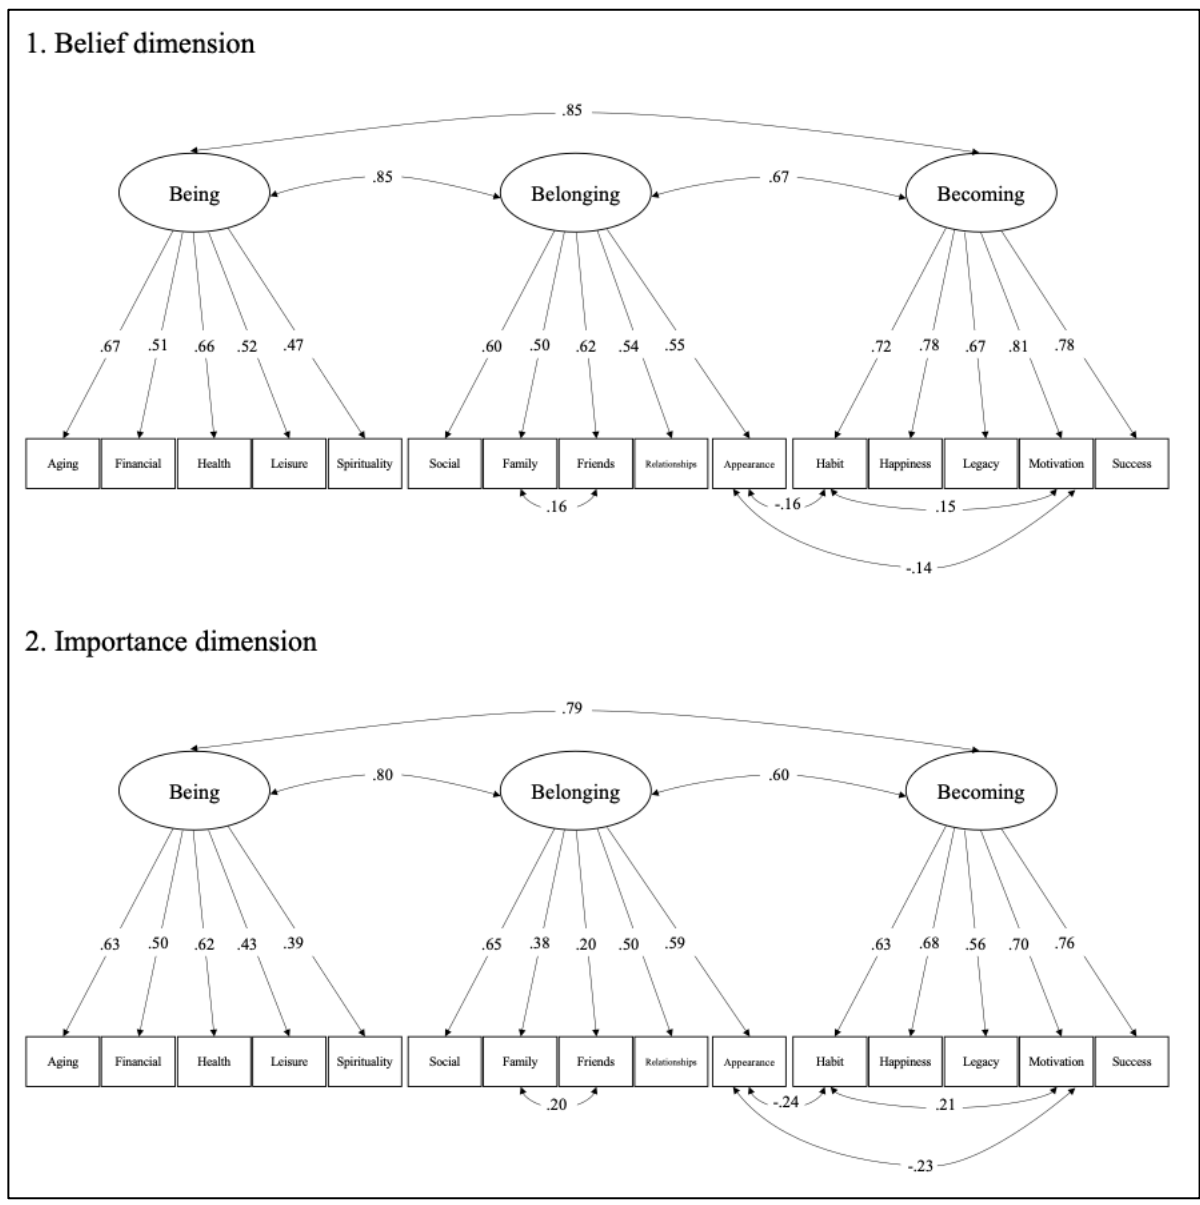 1. Belief dimension
.85
.85
.67
Being
Belonging
Becoming
.67 .51 .66 .52 .47 .60 .50 .62 .54 .55 .72 .78 .67 .81 .78
Aging Financial Health Leisure Spirituality Social Family Friends Relationships Appearance Habit Happiness Legacy Motivation Success
.16 -.16 .15
-.14
2. Importance dimension
.79
.80
.60
Being
Belonging
Becoming
.63 .50 .62 .43 .39 .65 .38 .20 .50 .59 .63 .68 .56 .70 .76
Aging Financial Health Leisure Spirituality Social Family Friends Relationships Appearance Habit Happiness Legacy Motivation Success
.20 -.24 .21
-.23